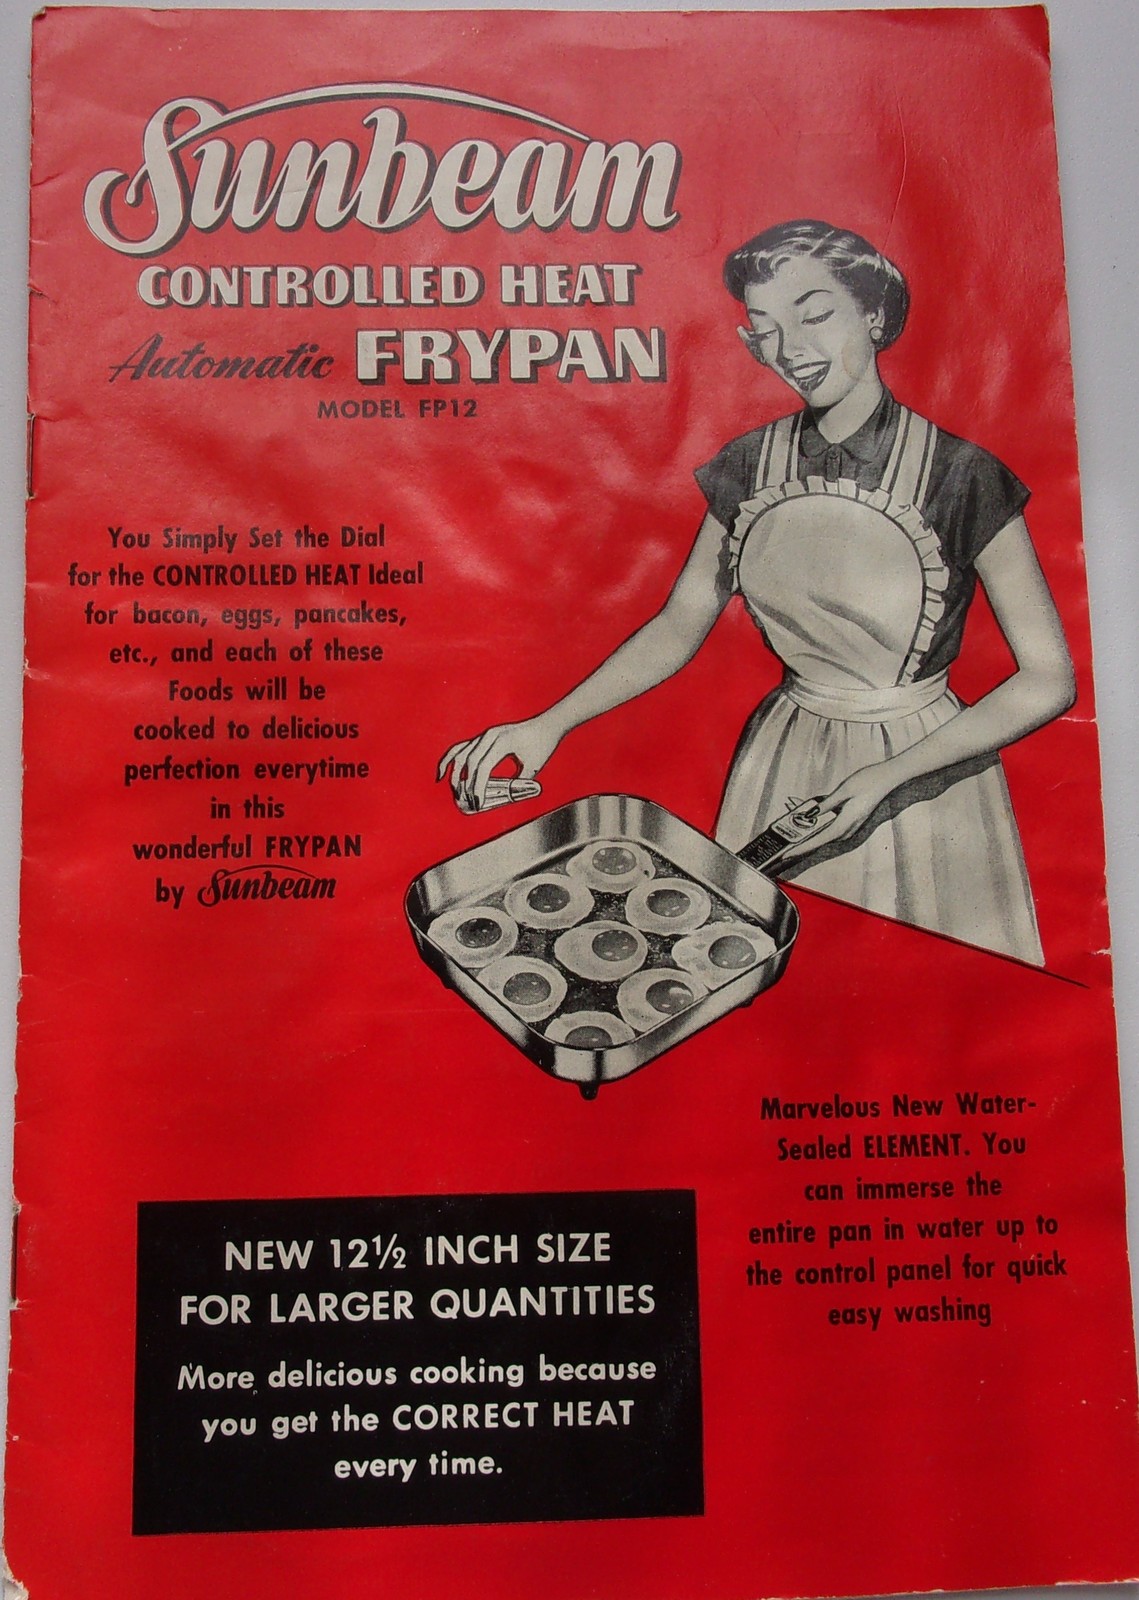 Sunbeam
CONTROLLED HEAT
Automatic FRYPAN
MODEL FP12
You Simply Set the Dial
for the CONTROLLED HEAT Ideal
for bacon, eggs, pancakes,
etc., and each of these
Foods will be
cooked to delicious
perfection everytime
in this
wonderful FRYPAN
by Sunbeam
Marvelous New Water-
Sealed ELEMENT. You
can immerse the
entire pan in water up to
the control panel for quick
easy washing
NEW 12½ INCH SIZE
FOR LARGER QUANTITIES
More delicious cooking because
you get the CORRECT HEAT
every time.